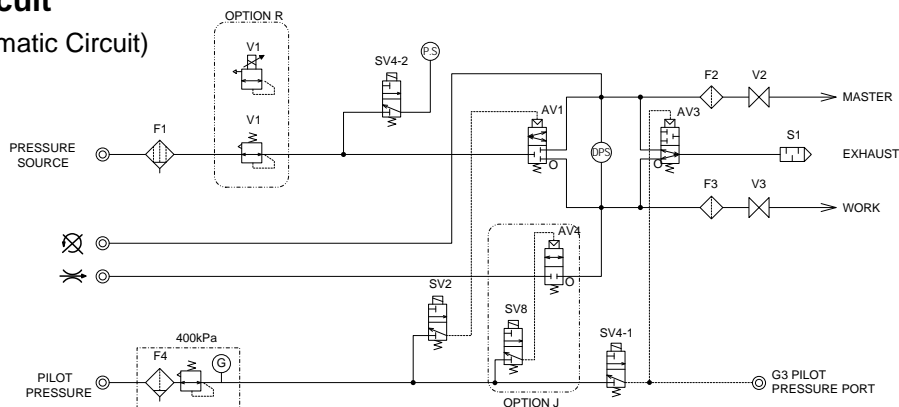 cuit
matic Circuit)
OPTION R
V1
V1
SV4-2
P.S
F1
PRESSURE
SOURCE
AV1
DPS
AV3
F2
V2
MASTER
S1
EXHAUST
F3
V3
WORK
AV4
SV2
SV8
SV4-1
400kPa
F4
G
PILOT
PRESSURE
OPTION J
G3 PILOT
PRESSURE PORT